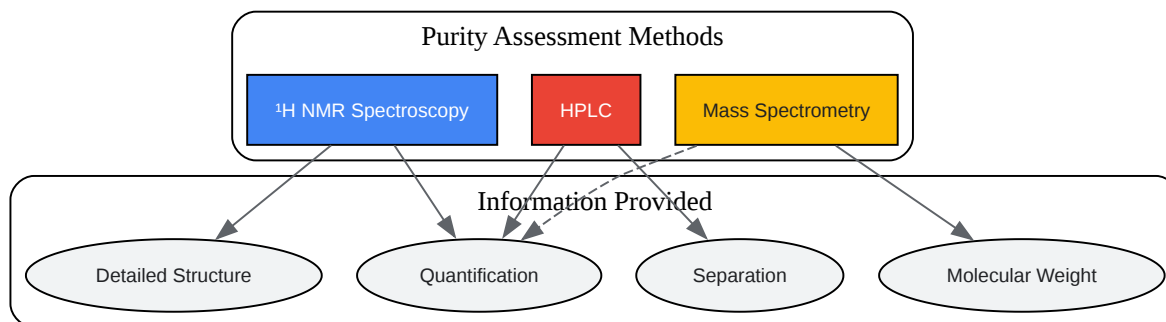 Purity Assessment Methods
¹H NMR Spectroscopy
HPLC
Mass Spectrometry
Information Provided
Detailed Structure
Quantification
Separation
Molecular Weight